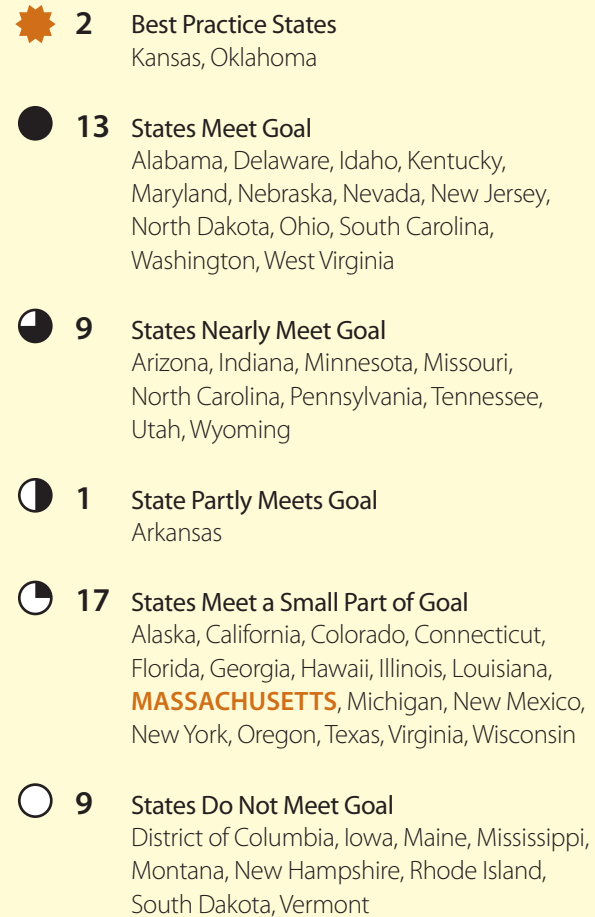 2 Best Practice States
Kansas, Oklahoma
13 States Meet Goal
Alabama, Delaware, Idaho, Kentucky,
Maryland, Nebraska, Nevada, New Jersey,
North Dakota, Ohio, South Carolina,
Washington, West Virginia
9 States Nearly Meet Goal
Arizona, Indiana, Minnesota, Missouri,
North Carolina, Pennsylvania, Tennessee,
Utah, Wyoming
1 State Partly Meets Goal
Arkansas
17 States Meet a Small Part of Goal
Alaska, California, Colorado, Connecticut,
Florida, Georgia, Hawaii, Illinois, Louisiana,
MASSACHUSETTS, Michigan, New Mexico,
New York, Oregon, Texas, Virginia, Wisconsin
9 States Do Not Meet Goal
District of Columbia, Iowa, Maine, Mississippi,
Montana, New Hampshire, Rhode Island,
South Dakota, Vermont